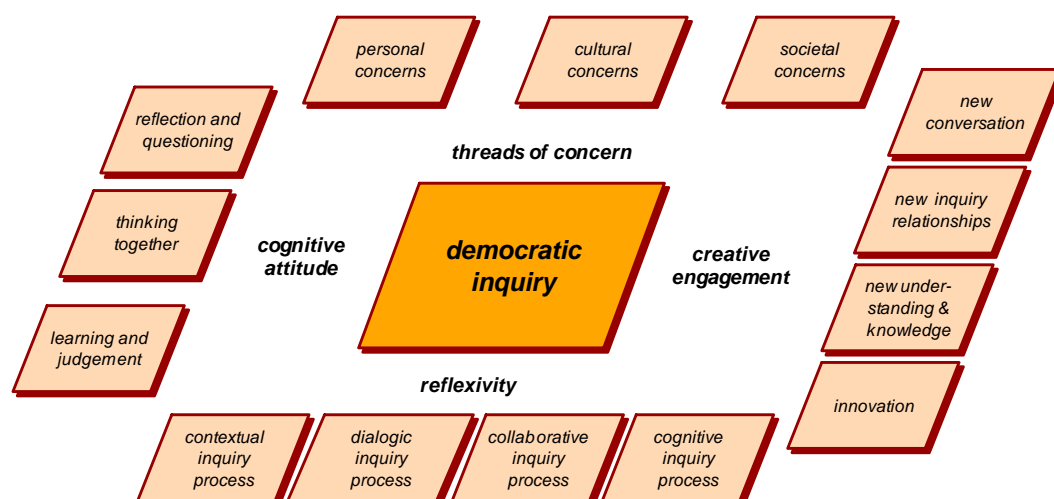 personal
concerns
cultural
concerns
societal
concerns
new
conversation
reflection and
questioning
threads of concern
thinking
together
new inquiry
relationships
cognitive
attitude
democratic
inquiry
creative
engagement
new under-
standing &
knowledge
learning and
judgement
reflexivity
innovation
contextual
inquiry
process
dialogic
inquiry
process
collaborative
inquiry
process
cognitive
inquiry
process